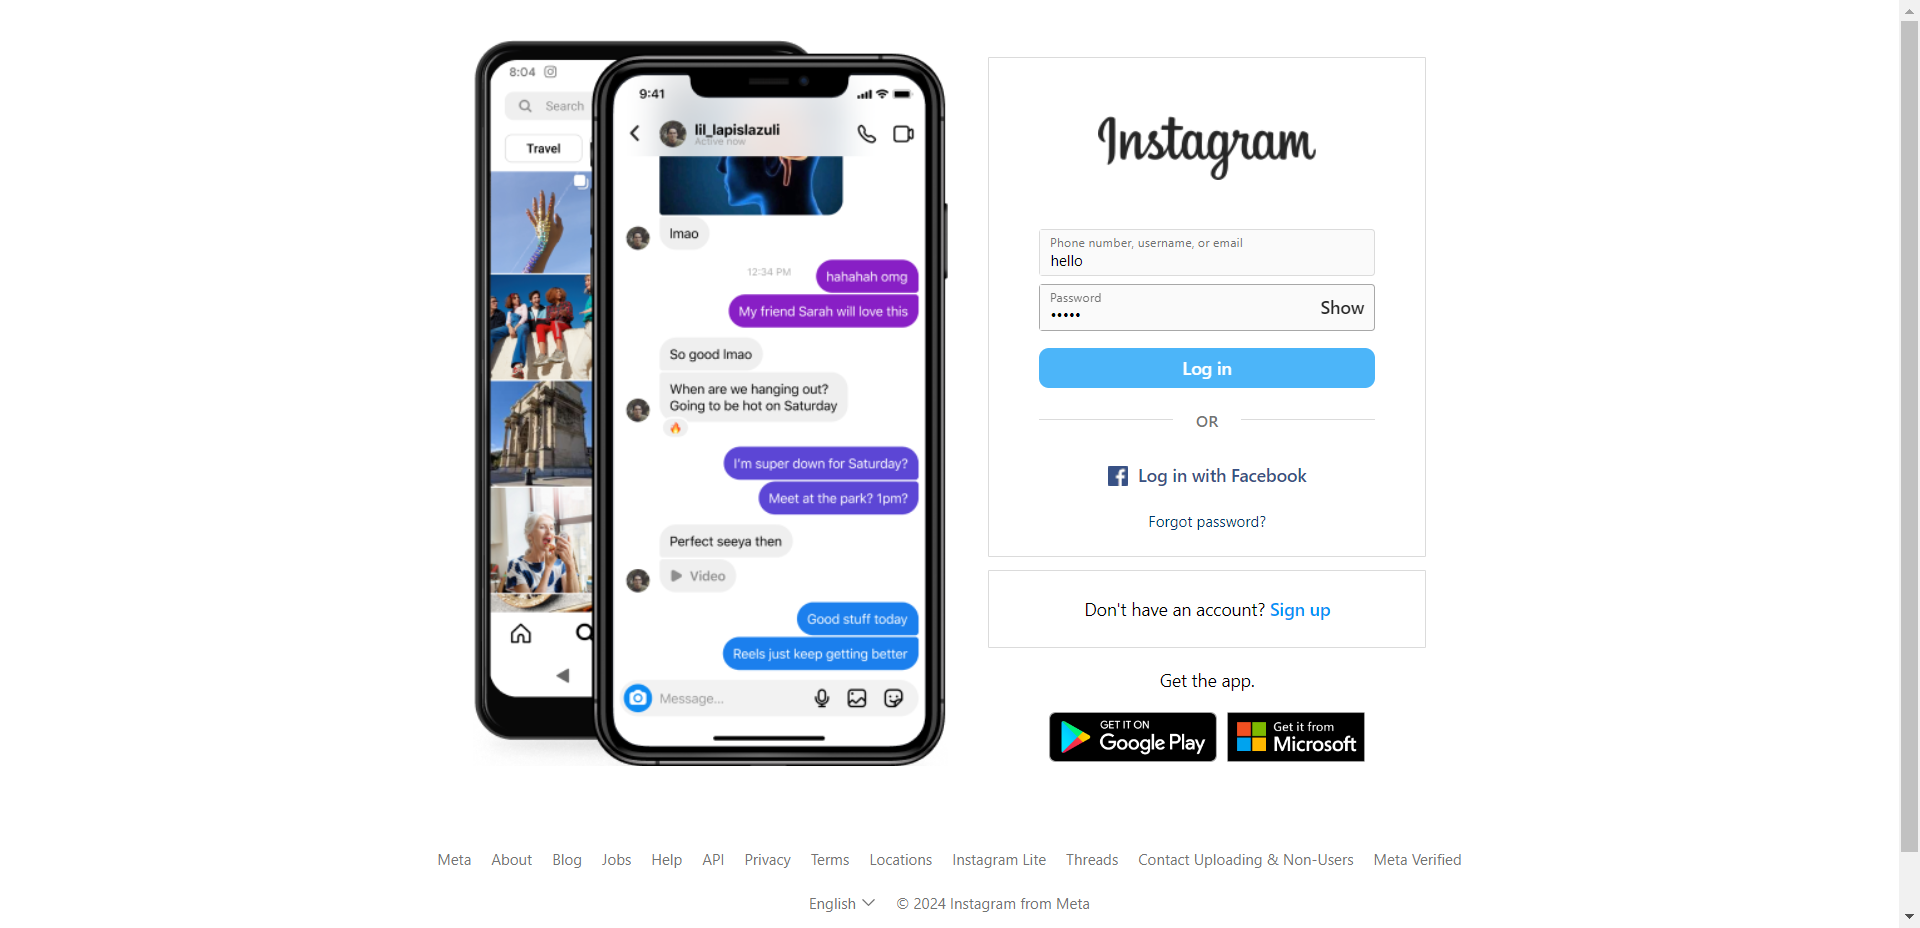 8:04
Search
Travel
9:41
lil_lapislazuli
Active now
lmao
12:34 PM
hahahah omg
My friend Sarah will love this
So good lmao
When are we hanging out?
Going to be hot on Saturday
I'm super down for Saturday?
Meet at the park? 1pm?
Perfect seeya then
Video
Good stuff today
Reels just keep getting better
Message...
Instagram
Phone number, username, or email
hello
Password
•••••
Show
Log in
OR
Log in with Facebook
Forgot password?
Don't have an account? Sign up
Get the app.
GET IT ON
Google Play
Get it from
Microsoft
Meta About Blog Jobs Help API Privacy Terms Locations Instagram Lite Threads Contact Uploading & Non-Users Meta Verified
English © 2024 Instagram from Meta